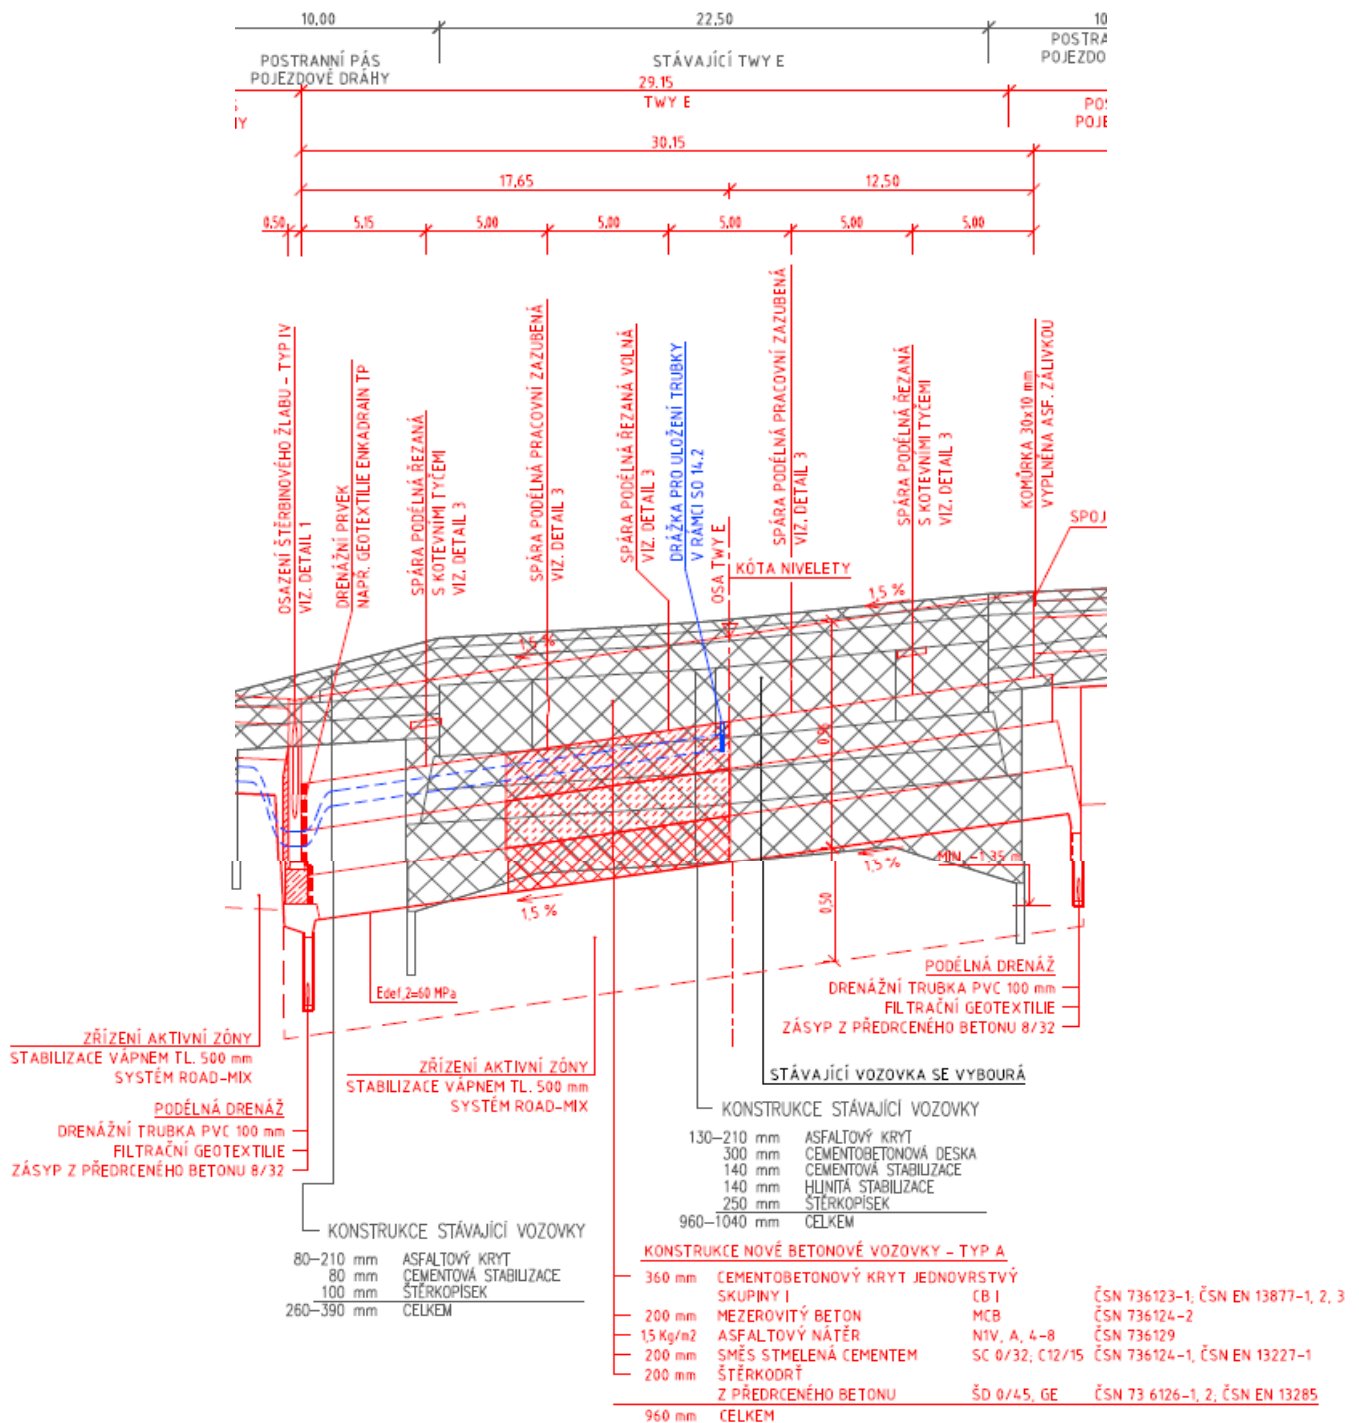 10,00
22,50
10
POSTRANNÍ PÁS
POJEZDOVÉ DRÁHY
STÁVAJÍCÍ TWY E
POSTRA
POJEZDO
29.15
TWY E
POS
POJE
IY
30.15
17,65
12,50
0,50
5,15
5,00
5,00
5,00
5,00
5,00
OSAZENÍ ŠTĚRBINOVÉHO ŽLABU - TYP IV
VIZ. DETAIL 1
DRENÁŽNÍ PRVEK
NAPŘ. GEOTEXTILIE ENKADRAIN TP
SPÁRA PODÉLNÁ ŘEZANÁ
S KOTEVNÍMI TYČEMI
VIZ. DETAIL 3
SPÁRA PODÉLNÁ PRACOVNÍ ZAZUBENÁ
VIZ. DETAIL 3
SPÁRA PODÉLNÁ ŘEZANÁ VOLNÁ
VIZ. DETAIL 3
DRÁŽKA PRO ULOŽENÍ TRUBKY
V RÁMCI SO 14.2
OSA TWY E
KÓTA NIVELETY
SPÁRA PODÉLNÁ PRACOVNÍ ZAZUBENÁ
VIZ. DETAIL 3
SPÁRA PODÉLNÁ ŘEZANÁ
S KOTEVNÍMI TYČEMI
VIZ. DETAIL 3
KOMŮRKA 30x10 mm
VYPLNĚNA ASF. ZÁLIVKOU
SPOJ
1,5 %
1,5 %
0,96
1,5 %
MIN. -1,35 m
1,5 %
0,50
Edef,2=60 MPa
PODÉLNÁ DRENÁŽ
DRENÁŽNÍ TRUBKA PVC 100 mm
FILTRAČNÍ GEOTEXTILIE
ZÁSYP Z PŘEDRCENÉHO BETONU 8/32
ZŘÍZENÍ AKTIVNÍ ZÓNY
STABILIZACE VÁPNEM TL. 500 mm
SYSTÉM ROAD-MIX
ZŘÍZENÍ AKTIVNÍ ZÓNY
STABILIZACE VÁPNEM TL. 500 mm
SYSTÉM ROAD-MIX
STÁVAJÍCÍ VOZOVKA SE VYBOURÁ
PODÉLNÁ DRENÁŽ
DRENÁŽNÍ TRUBKA PVC 100 mm
FILTRAČNÍ GEOTEXTILIE
ZÁSYP Z PŘEDRCENÉHO BETONU 8/32
KONSTRUKCE STÁVAJÍCÍ VOZOVKY
130-210 mm ASFALTOVÝ KRYT
300 mm CEMENTOBETONOVÁ DESKA
140 mm CEMENTOVÁ STABILIZACE
140 mm HLINITÁ STABILIZACE
250 mm ŠTĚRKOPÍSEK
960-1040 mm CELKEM
KONSTRUKCE STÁVAJÍCÍ VOZOVKY
80-210 mm ASFALTOVÝ KRYT
80 mm CEMENTOVÁ STABILIZACE
100 mm ŠTĚRKOPÍSEK
260-390 mm CELKEM
KONSTRUKCE NOVÉ BETONOVÉ VOZOVKY - TYP A
360 mm CEMENTOBETONOVÝ KRYT JEDNOVRSTVÝ
SKUPINY I CB I ČSN 736123-1; ČSN EN 13877-1, 2, 3
200 mm MEZEROVITÝ BETON MCB ČSN 736124-2
1,5 Kg/m2 ASFALTOVÝ NÁTĚR N1V, A, 4-8 ČSN 736129
200 mm SMĚS STMELENÁ CEMENTEM SC 0/32; C12/15 ČSN 736124-1, ČSN EN 13227-1
200 mm ŠTĚRKODRŤ
Z PŘEDRCENÉHO BETONU ŠD 0/45, GE ČSN 73 6126-1, 2; ČSN EN 13285
960 mm CELKEM